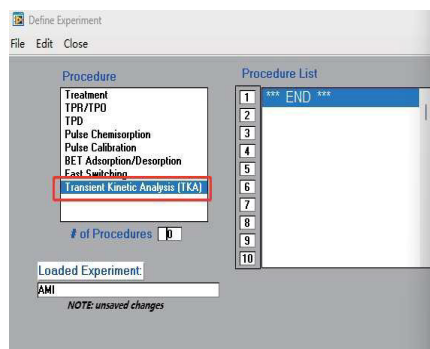 Define Experiment
File Edit Close
Procedure
Treatment
TPR/TPO
TPD
Pulse Chemisorption
Pulse Calibration
BET Adsorption/Desorption
Fast Switching
Transient Kinetic Analysis (TKA)
# of Procedures 0
Loaded Experiment:
AMI
NOTE: unsaved changes
Procedure List
1 *** END ***
2
3
4
5
6
7
8
9
10